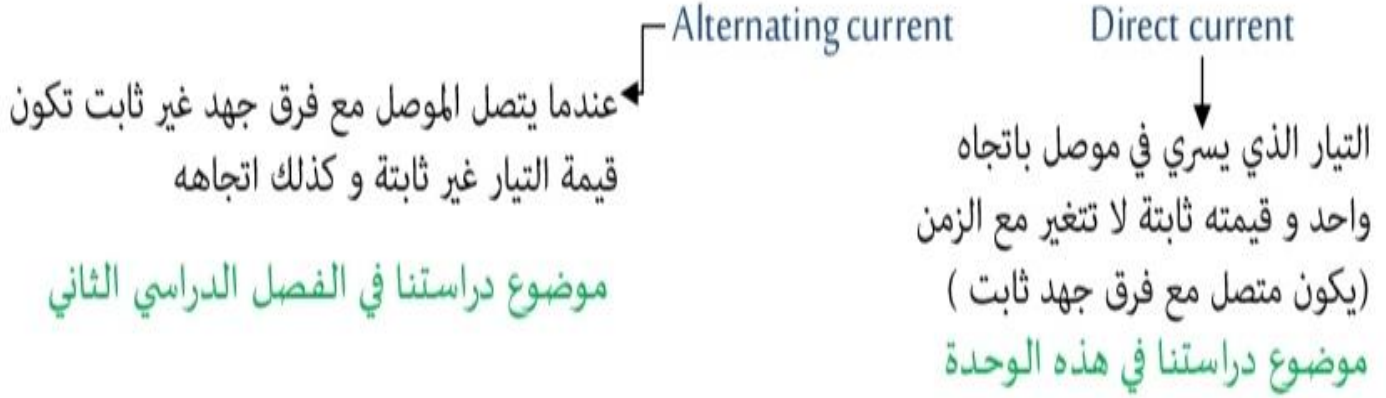 Direct current
التيار الذي يسري في موصل باتجاه
واحد و قيمته ثابتة لا تتغير مع الزمن
(يكون متصل مع فرق جهد ثابت )
موضوع دراستنا في هذه الوحدة
Alternating current
عندما يتصل الموصل مع فرق جهد غير ثابت تكون
قيمة التيار غير ثابتة و كذلك اتجاهه
موضوع دراستنا في الفصل الدراسي الثاني